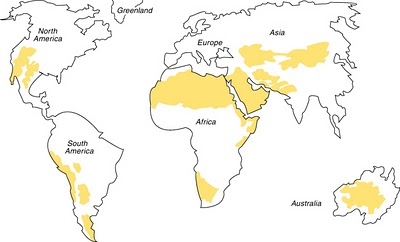 Greenland
North
America
Europe
Asia
Africa
South
America
Australia